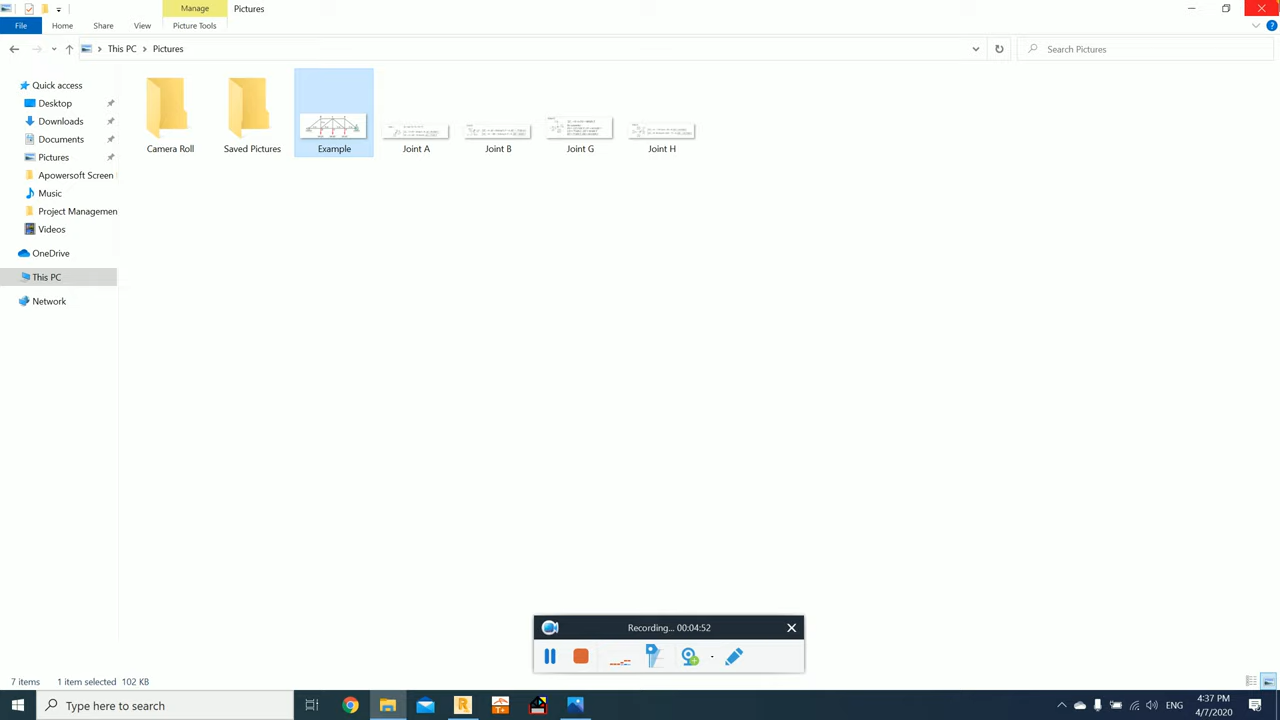 Manage
Pictures
File
Home
Share
View
Picture Tools
This PC
Pictures
Search Pictures
Quick access
Desktop
Downloads
Documents
Pictures
Apowersoft Screen
Music
Project Managemen
Videos
OneDrive
This PC
Network
Camera Roll
Saved Pictures
Example
Joint A
Joint B
Joint G
Joint H
Recording... 00:04:52
7 items
1 item selected
102 KB
Type here to search
ENG
4:37 PM
4/7/2020